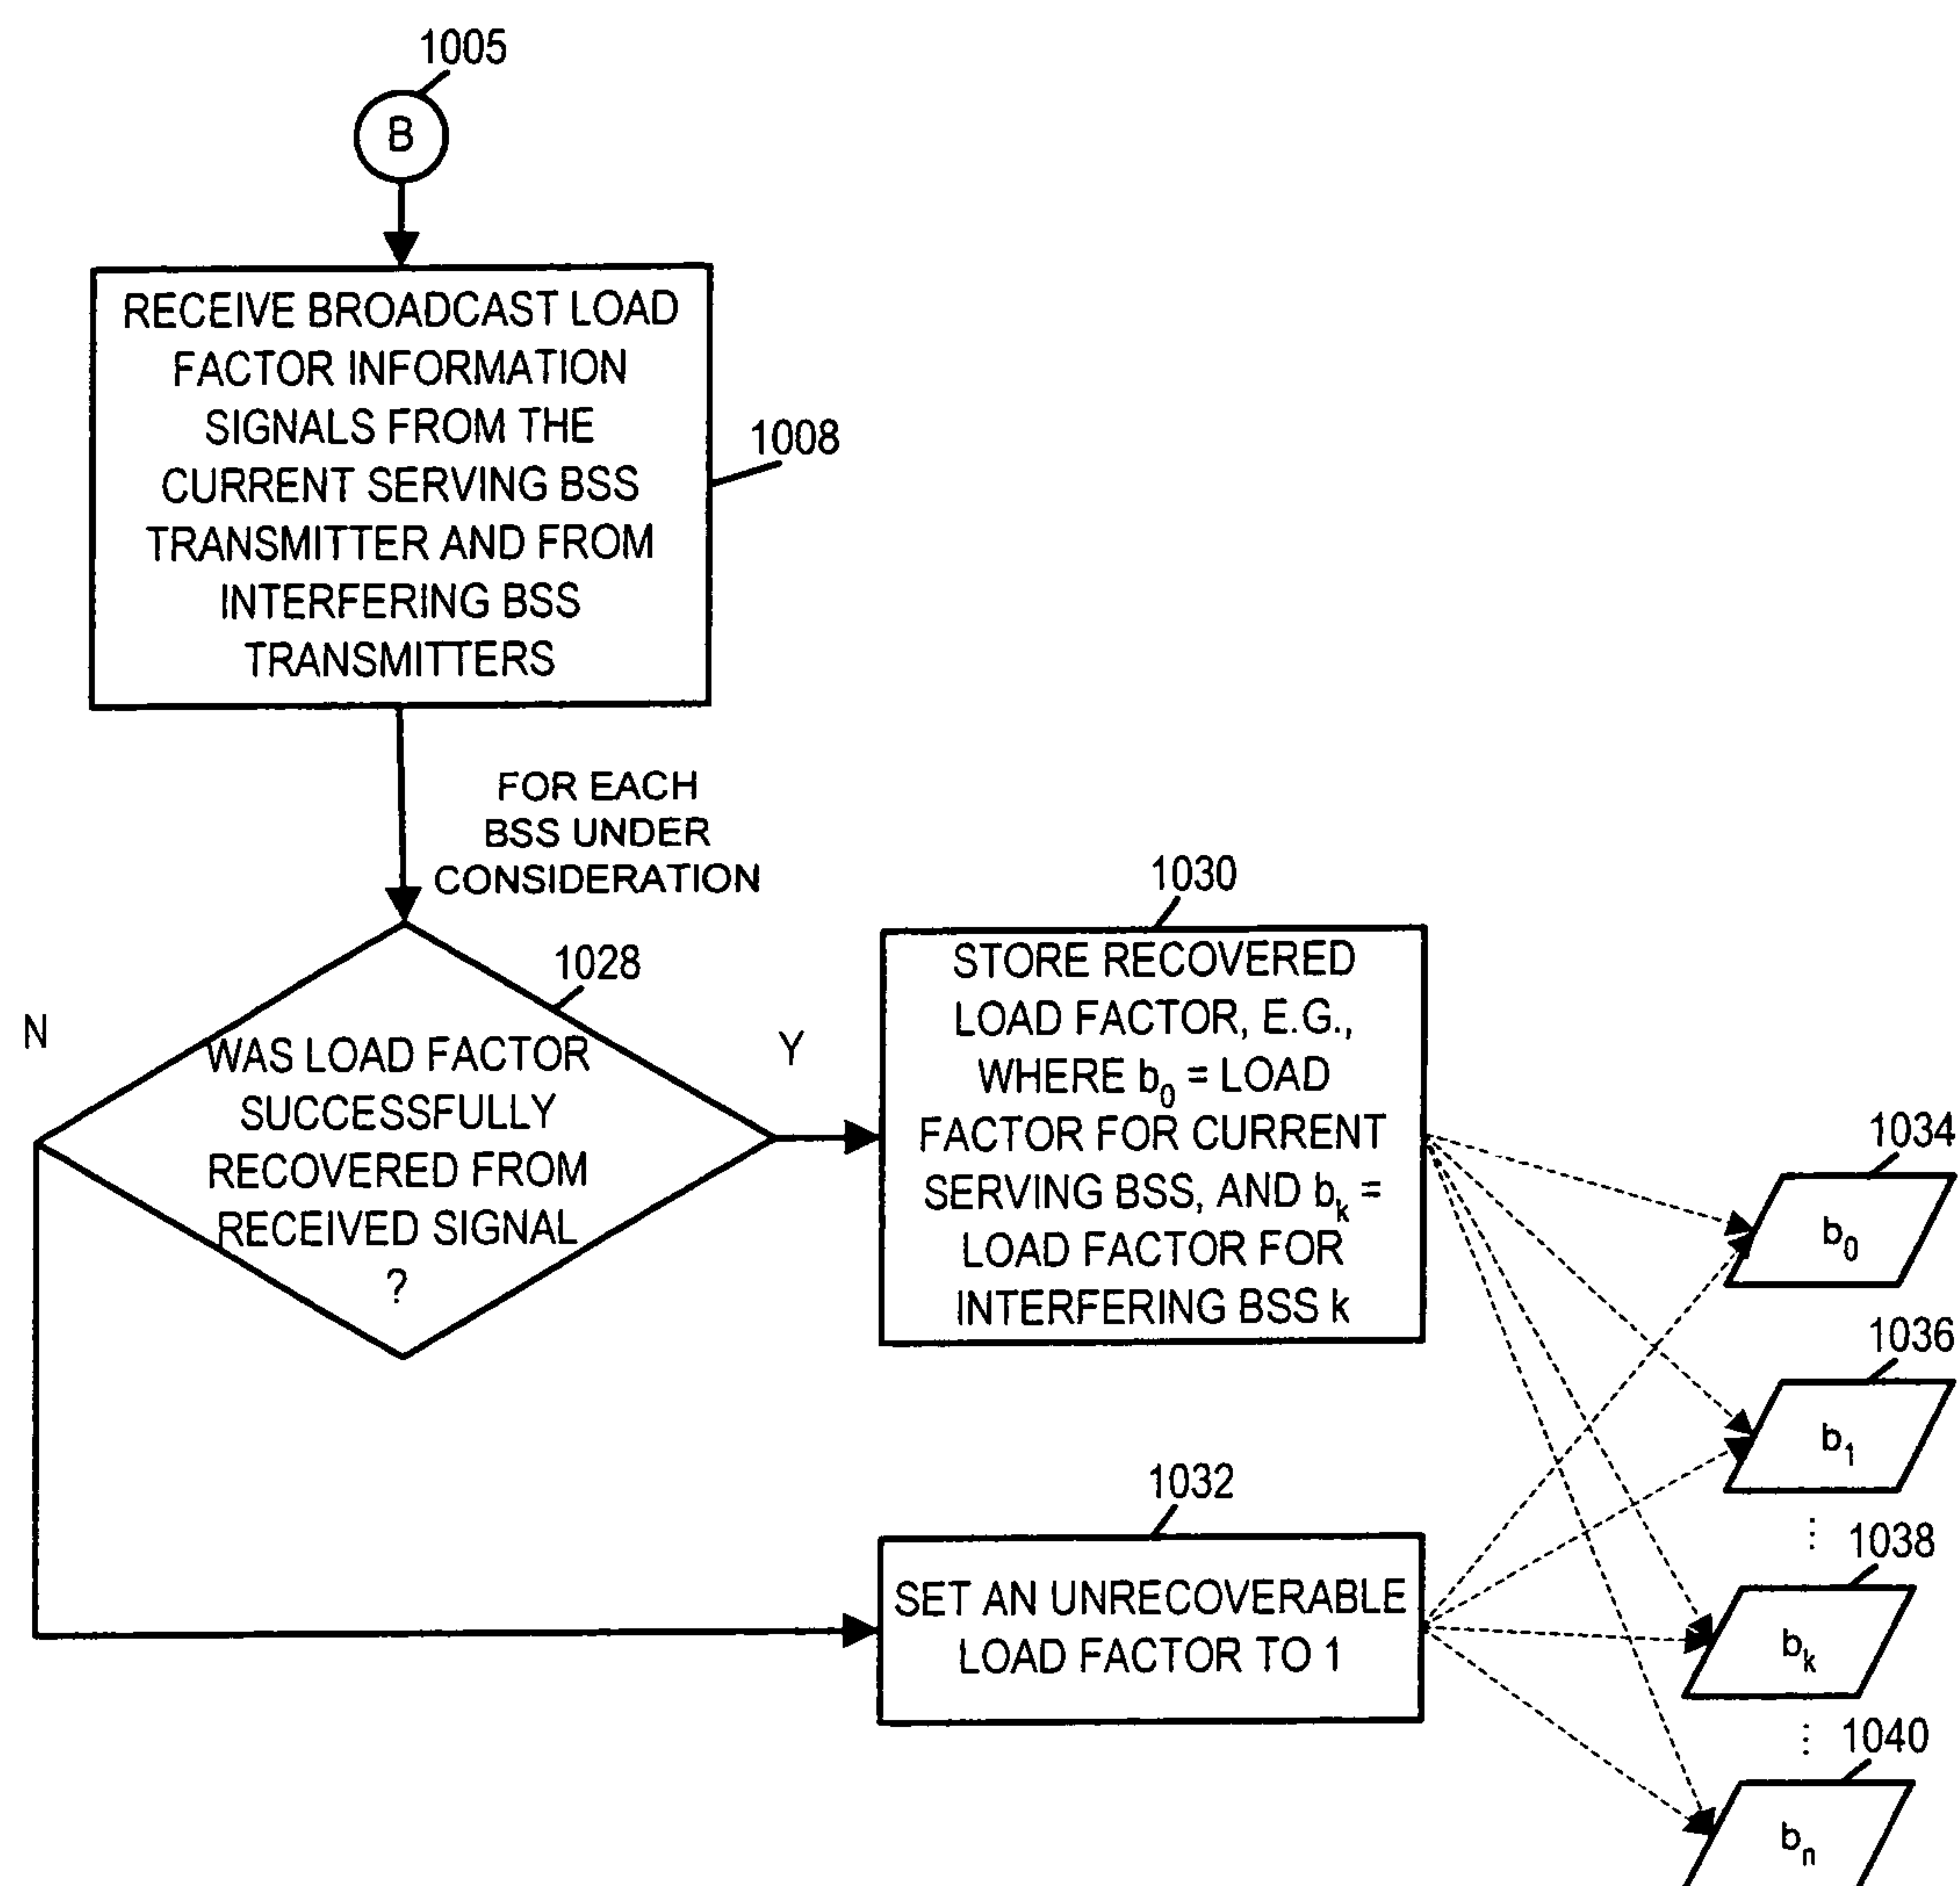 1005
B
RECEIVE BROADCAST LOAD
FACTOR INFORMATION
SIGNALS FROM THE
CURRENT SERVING BSS
TRANSMITTER AND FROM
INTERFERING BSS
TRANSMITTERS
1008
FOR EACH
BSS UNDER
CONSIDERATION
1028
N
Y
WAS LOAD FACTOR
SUCCESSFULLY
RECOVERED FROM
RECEIVED SIGNAL
?
1030
STORE RECOVERED
LOAD FACTOR, E.G.,
WHERE b₀ = LOAD
FACTOR FOR CURRENT
SERVING BSS, AND bₖ =
LOAD FACTOR FOR
INTERFERING BSS k
1032
SET AN UNRECOVERABLE
LOAD FACTOR TO 1
1034
b₀
1036
b₁
⋮
1038
bₖ
⋮
1040
bₙ